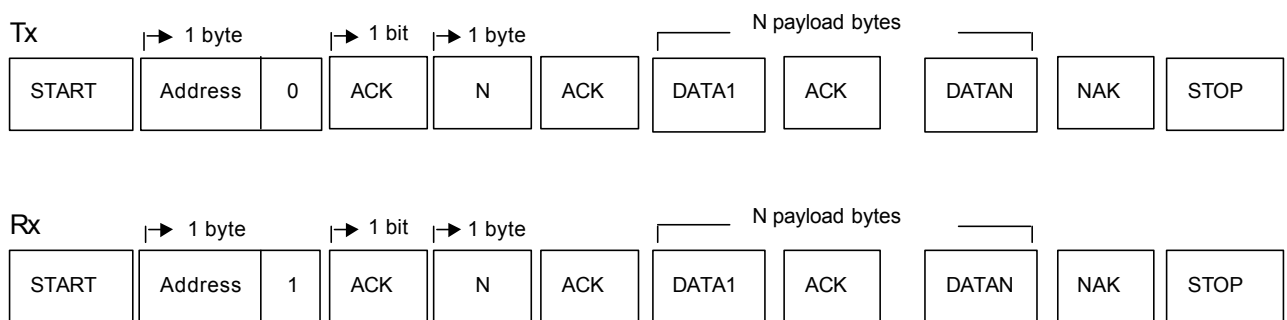 Tx
1 byte 1 bit 1 byte N payload bytes
START Address 0 ACK N ACK DATA1 ACK DATAN NAK STOP
Rx
1 byte 1 bit 1 byte N payload bytes
START Address 1 ACK N ACK DATA1 ACK DATAN NAK STOP